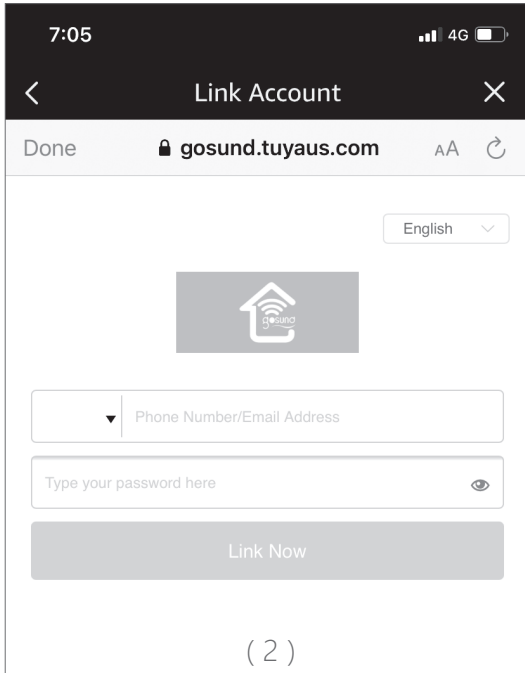 7:05 4G
Link Account
Done gosund.tuyaus.com AA
English
gosund
Phone Number/Email Address
Type your password here
Link Now
( 2 )